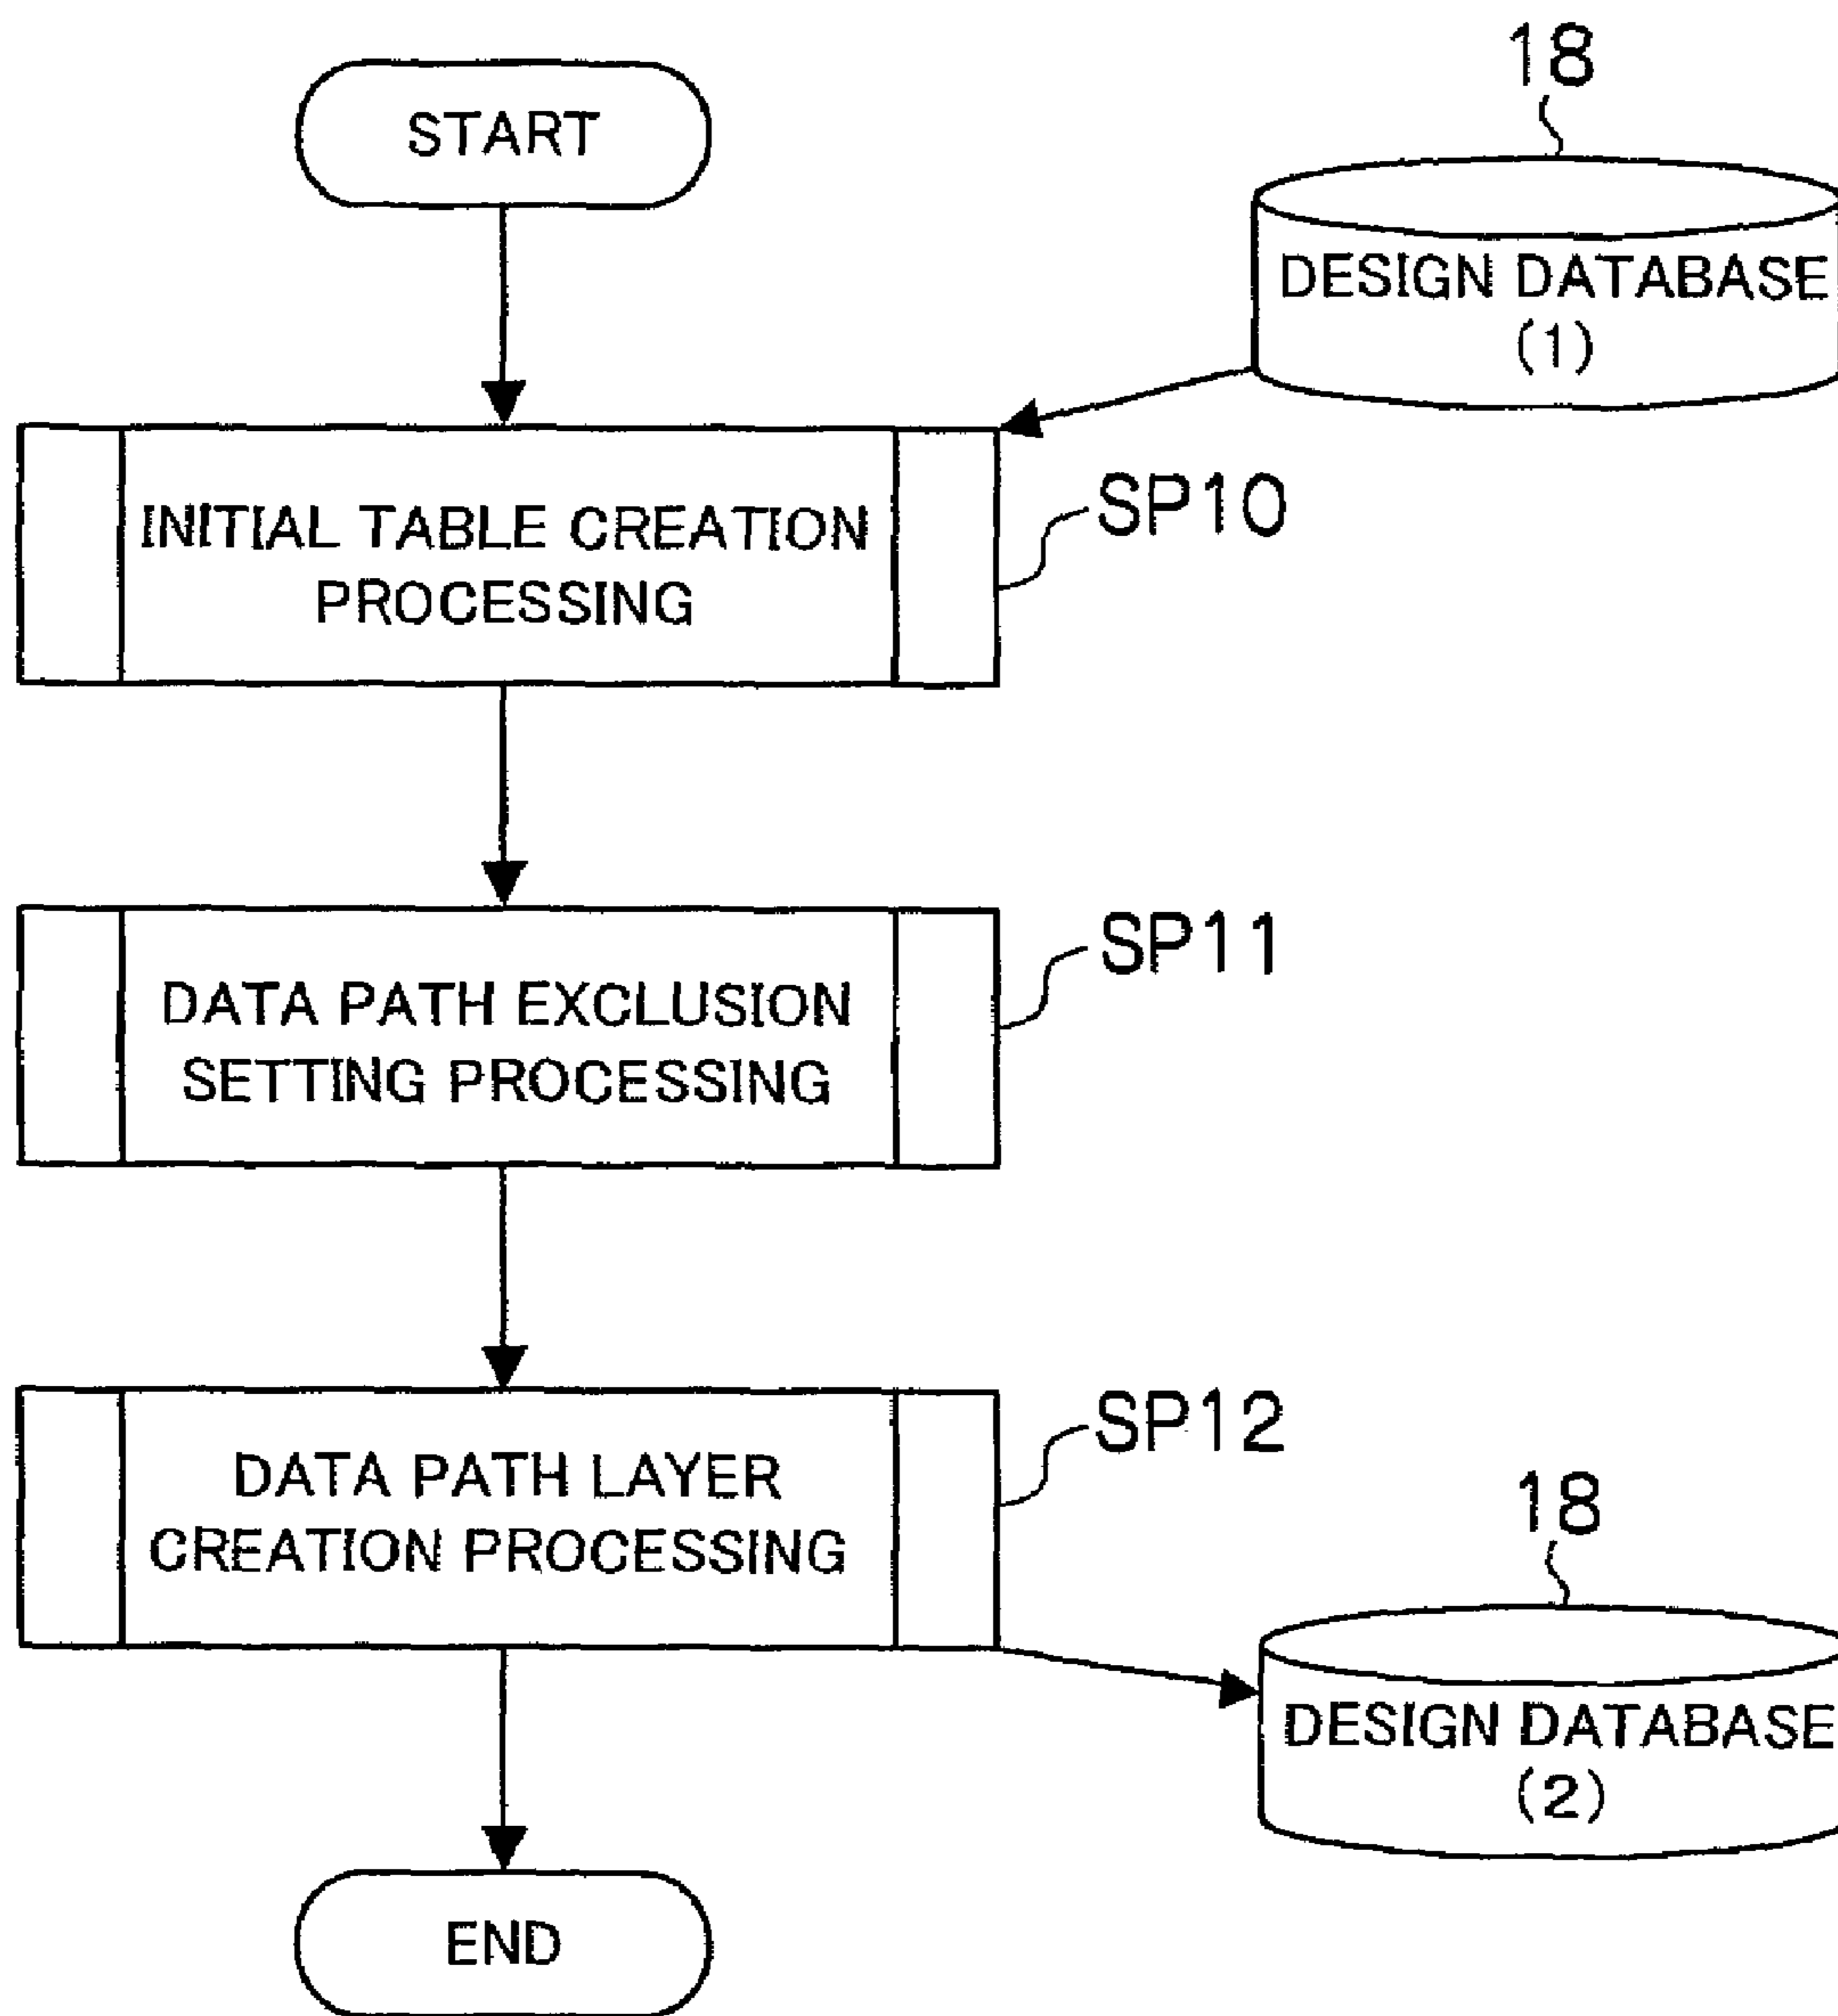 18
START
DESIGN DATABASE
(1)
INITIAL TABLE CREATION
PROCESSING
SP10
DATA PATH EXCLUSION
SETTING PROCESSING
SP11
DATA PATH LAYER
CREATION PROCESSING
SP12
18
DESIGN DATABASE
(2)
END